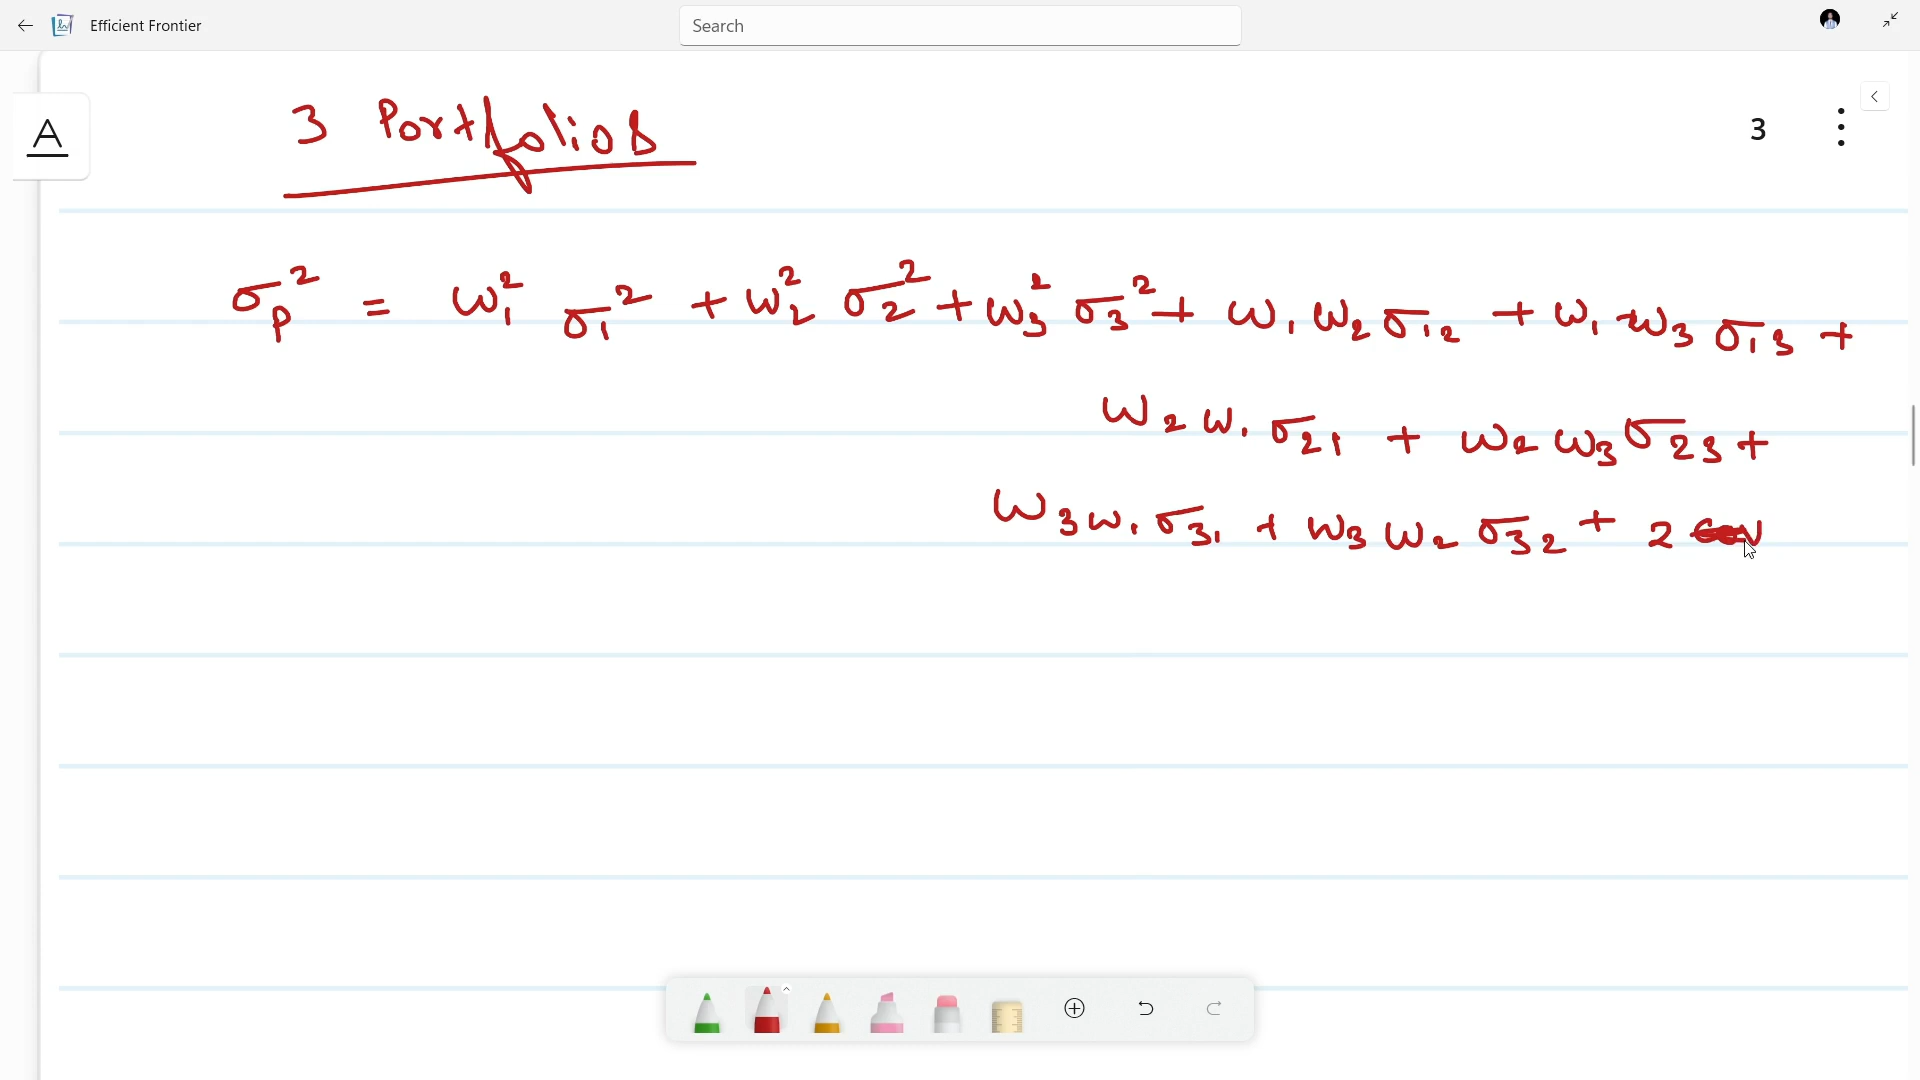 Efficient Frontier
Search
A
3 Portfolios
3
σp² = w₁² σ₁² + w₂² σ₂² + w₃² σ₃² + w₁ w₂ σ₁₂ + w₁ w₃ σ₁₃ +
w₂ w₁ σ₂₁ + w₂ w₃ σ₂₃ +
w₃ w₁ σ₃₁ + w₃ w₂ σ₃₂ + 2